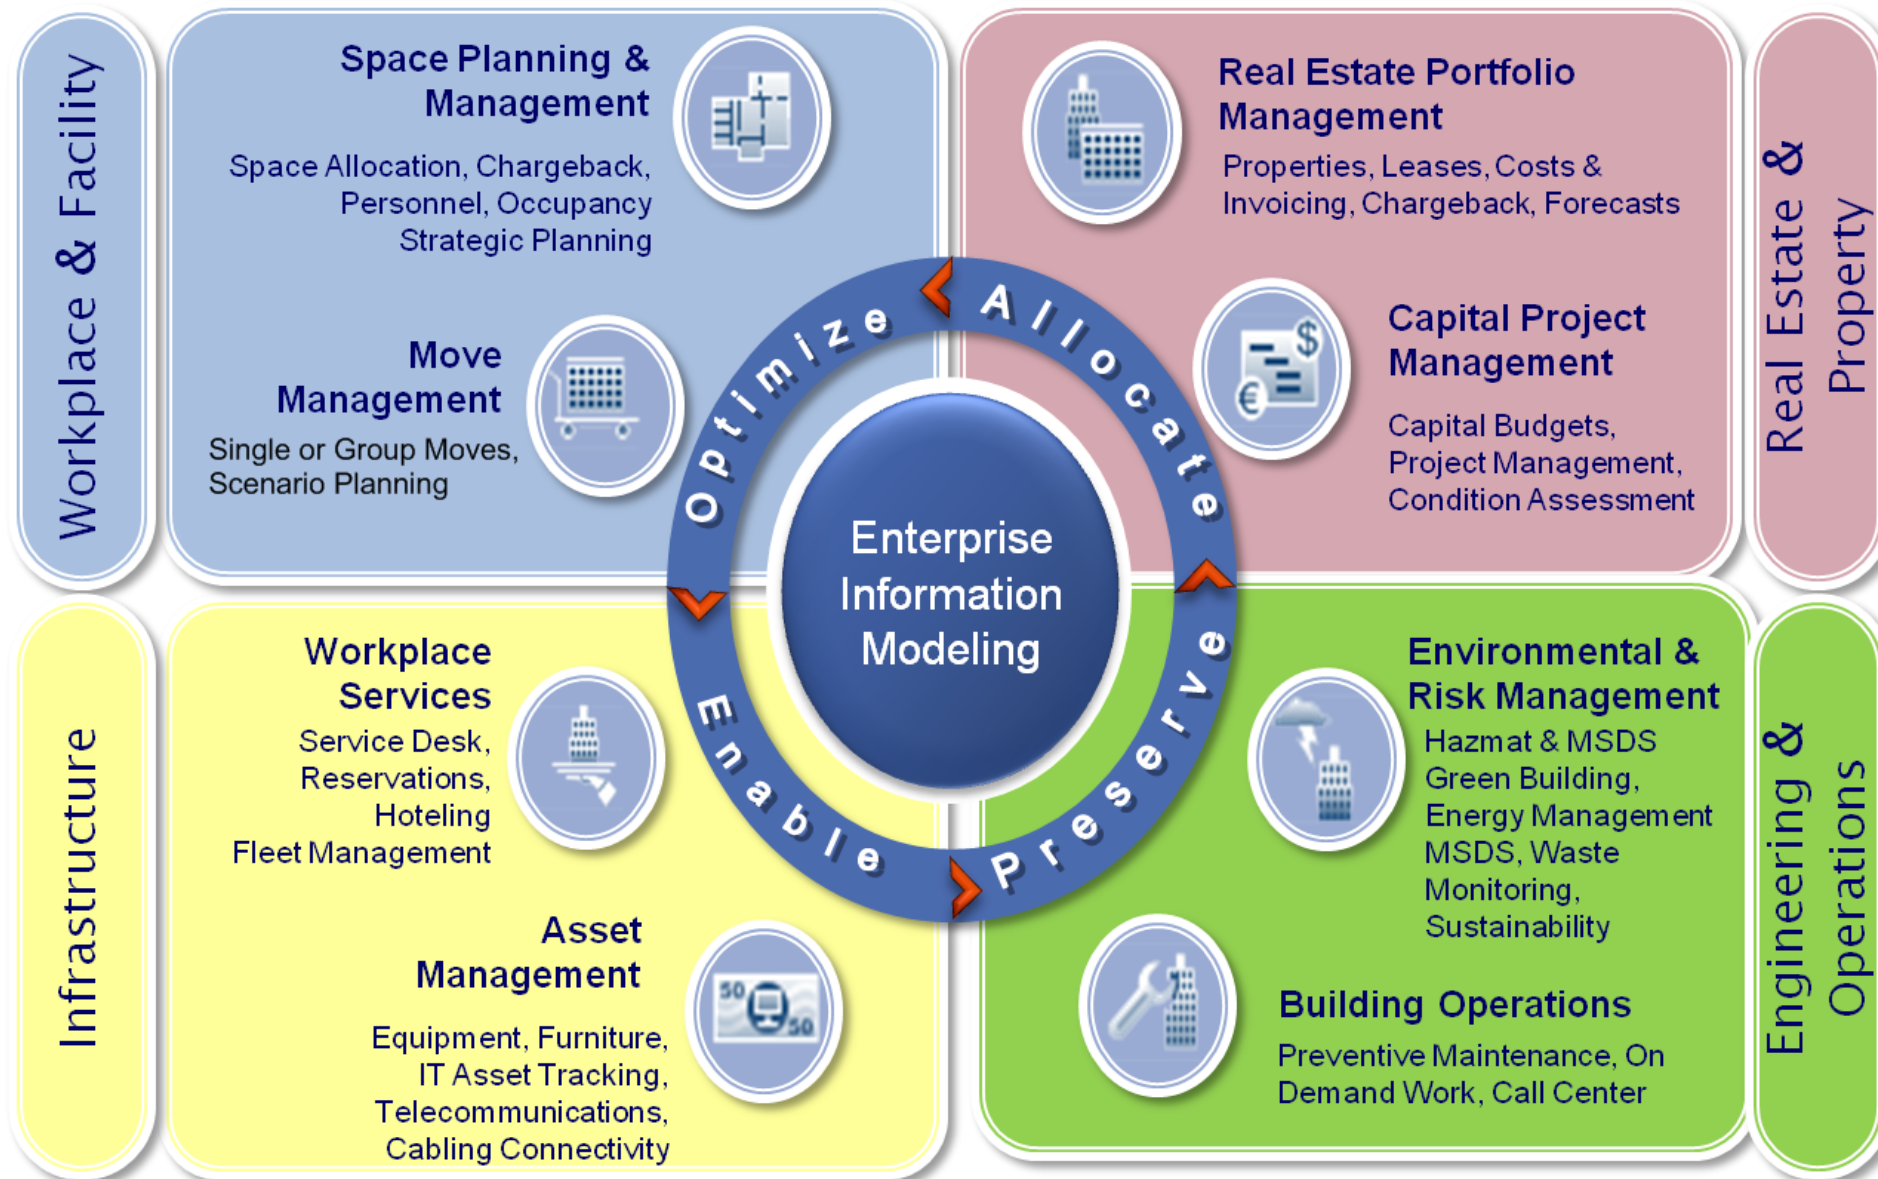 Workplace & Facility
Space Planning &
Management
Space Allocation, Chargeback,
Personnel, Occupancy
Strategic Planning
Move
Management
Single or Group Moves,
Scenario Planning
Real Estate Portfolio
Management
Properties, Leases, Costs &
Invoicing, Chargeback, Forecasts
Capital Project
Management
Capital Budgets,
Project Management,
Condition Assessment
Real Estate &
Property
Optimize
Allocate
Enterprise
Information
Modeling
Enable
Preserve
Infrastructure
Workplace
Services
Service Desk,
Reservations,
Hoteling
Fleet Management
Asset
Management
Equipment, Furniture,
IT Asset Tracking,
Telecommunications,
Cabling Connectivity
50
50
$
€
Environmental &
Risk Management
Hazmat & MSDS
Green Building,
Energy Management
MSDS, Waste
Monitoring,
Sustainability
Building Operations
Preventive Maintenance, On
Demand Work, Call Center
Engineering &
Operations